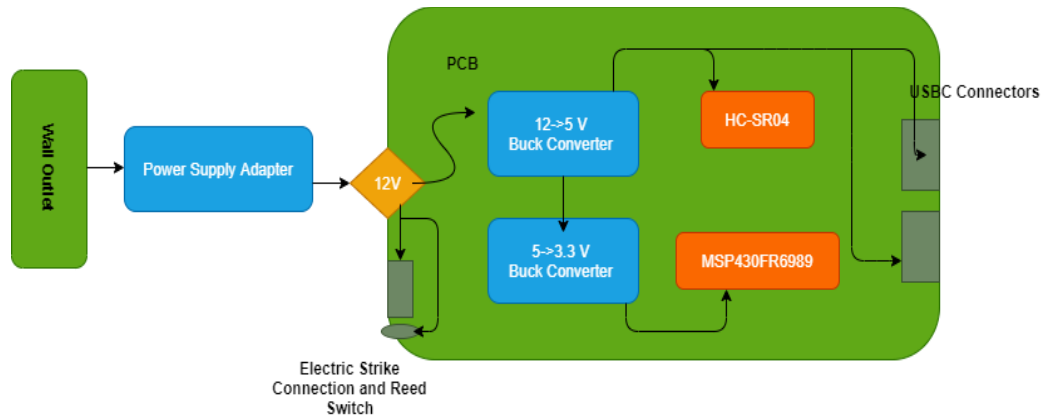 Wall Outlet
Power Supply Adapter
12V
PCB
12->5 V
Buck Converter
5->3.3 V
Buck Converter
HC-SR04
MSP430FR6989
USBC Connectors
Electric Strike
Connection and Reed
Switch